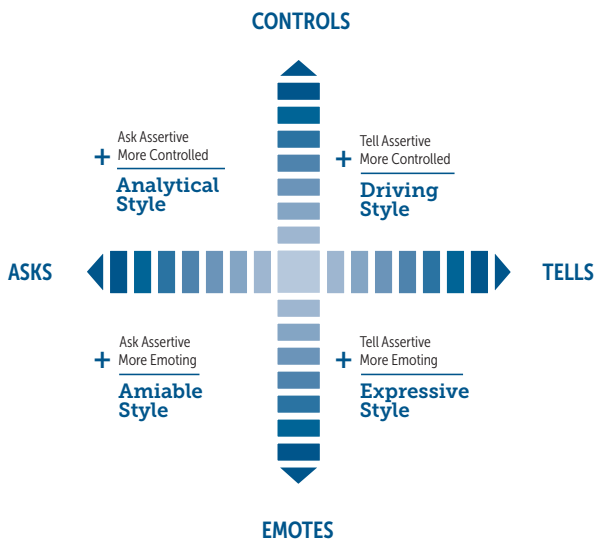 CONTROLS
Ask Assertive
+ More Controlled
Analytical
Style
Tell Assertive
+ More Controlled
Driving
Style
ASKS
TELLS
Ask Assertive
+ More Emoting
Amiable
Style
Tell Assertive
+ More Emoting
Expressive
Style
EMOTES